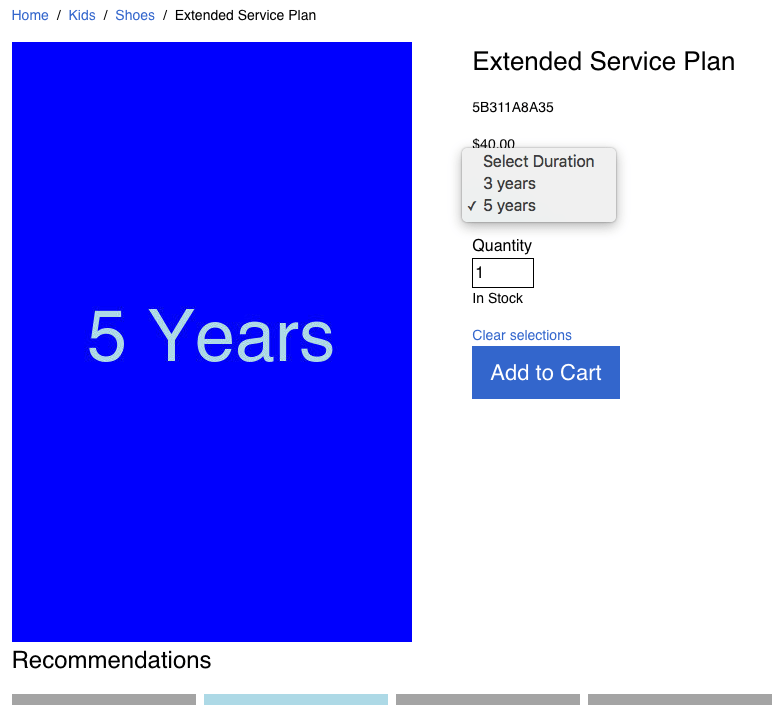 Home / Kids / Shoes / Extended Service Plan
Extended Service Plan
5B311A8A35
$40.00
Select Duration
3 years
✓ 5 years
Quantity
1
In Stock
Clear selections
Add to Cart
5 Years
Recommendations